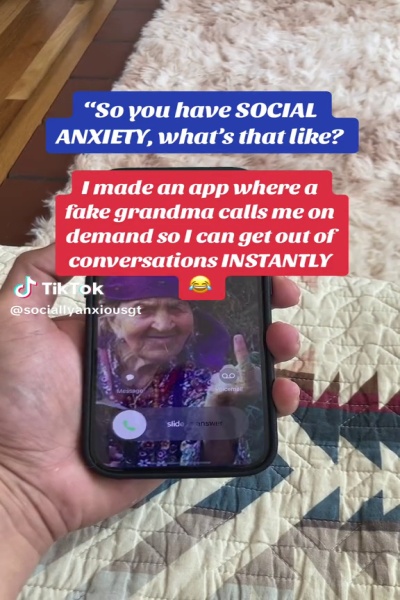 “So you have SOCIAL
ANXIETY, what’s that like?
I made an app where a
fake grandma calls me on
demand so I can get out of
conversations INSTANTLY
😂
TikTok
@sociallyanxiousgt
Message
slide answer